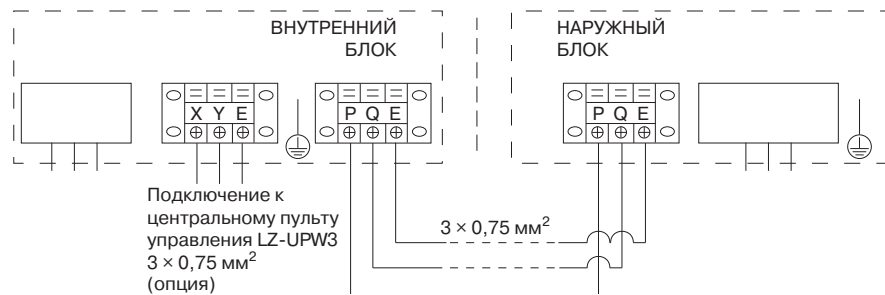 ВНУТРЕННИЙ
БЛОК
НАРУЖНЫЙ
БЛОК
X Y E
P Q E
P Q E
Подключение к
центральному пульту
управления LZ-UPW3
3 × 0,75 мм²
(опция)
3 × 0,75 мм²